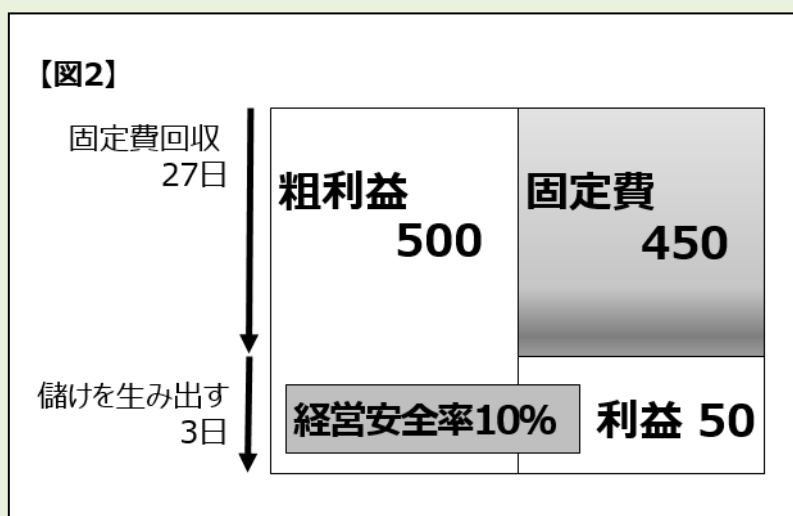 【図2】
固定費回収
27日
粗利益
500
固定費
450
儲けを生み出す
3日
経営安全率10%
利益 50